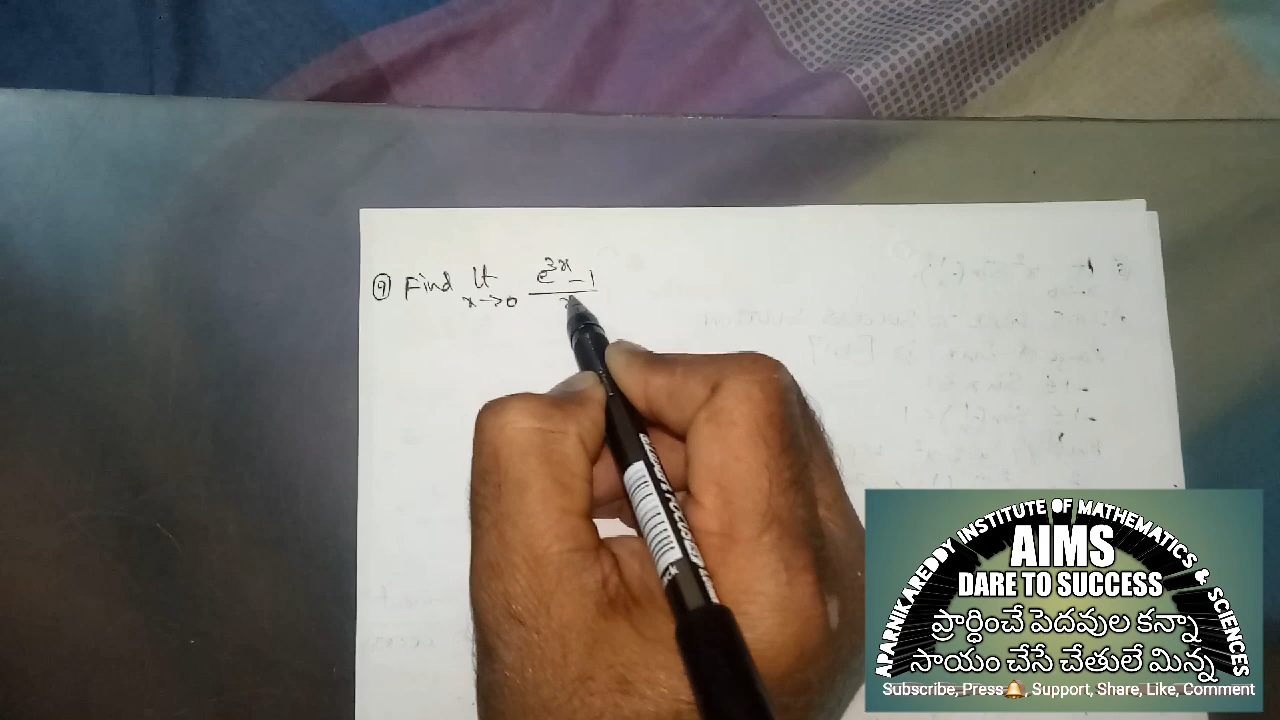 9 Find lt x→0 e^3x - 1 / x
APARNIKAREDDY INSTITUTE OF MATHEMATICS & SCIENCES
AIMS
DARE TO SUCCESS
ప్రార్ధించే పెదవుల కన్నా
సాయం చేసే చేతులే మిన్న
Subscribe, Press🔔, Support, Share, Like, Comment